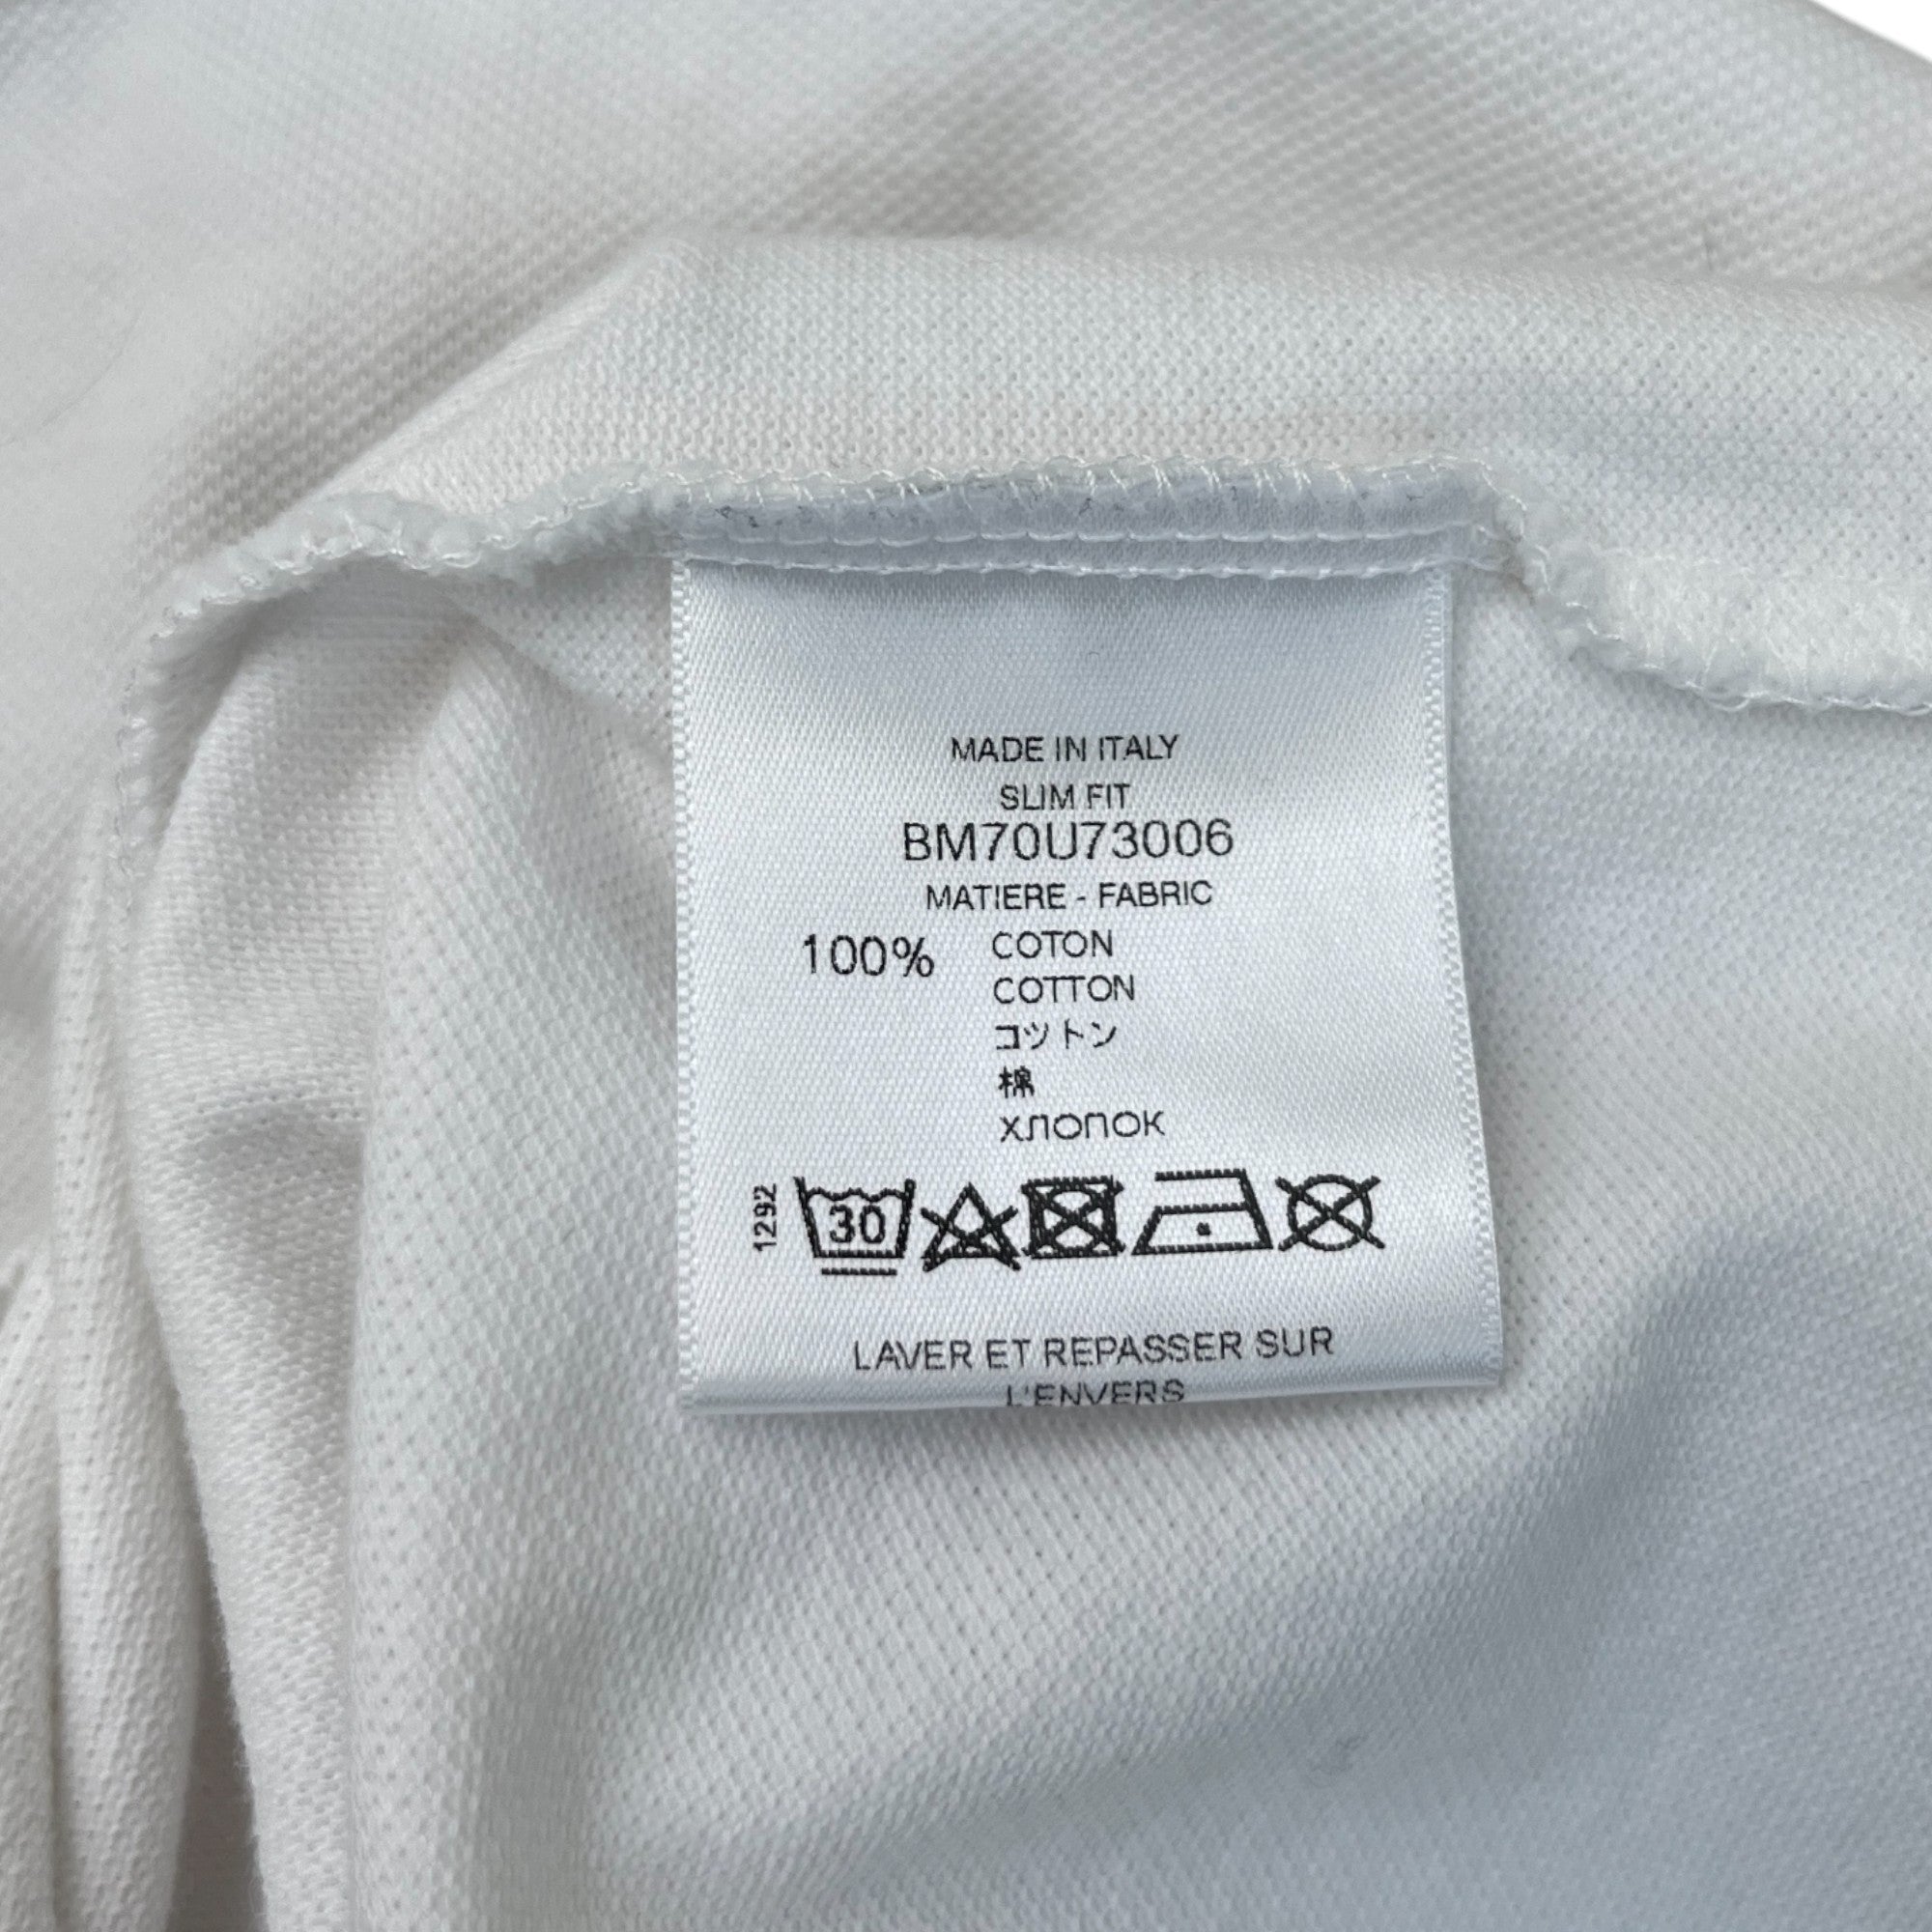 MADE IN ITALY
SLIM FIT
BM70U73006
MATIERE - FABRIC
100% COTON
COTTON
コットン
棉
хлопок
1292
30
LAVER ET REPASSER SUR
L'ENVERS